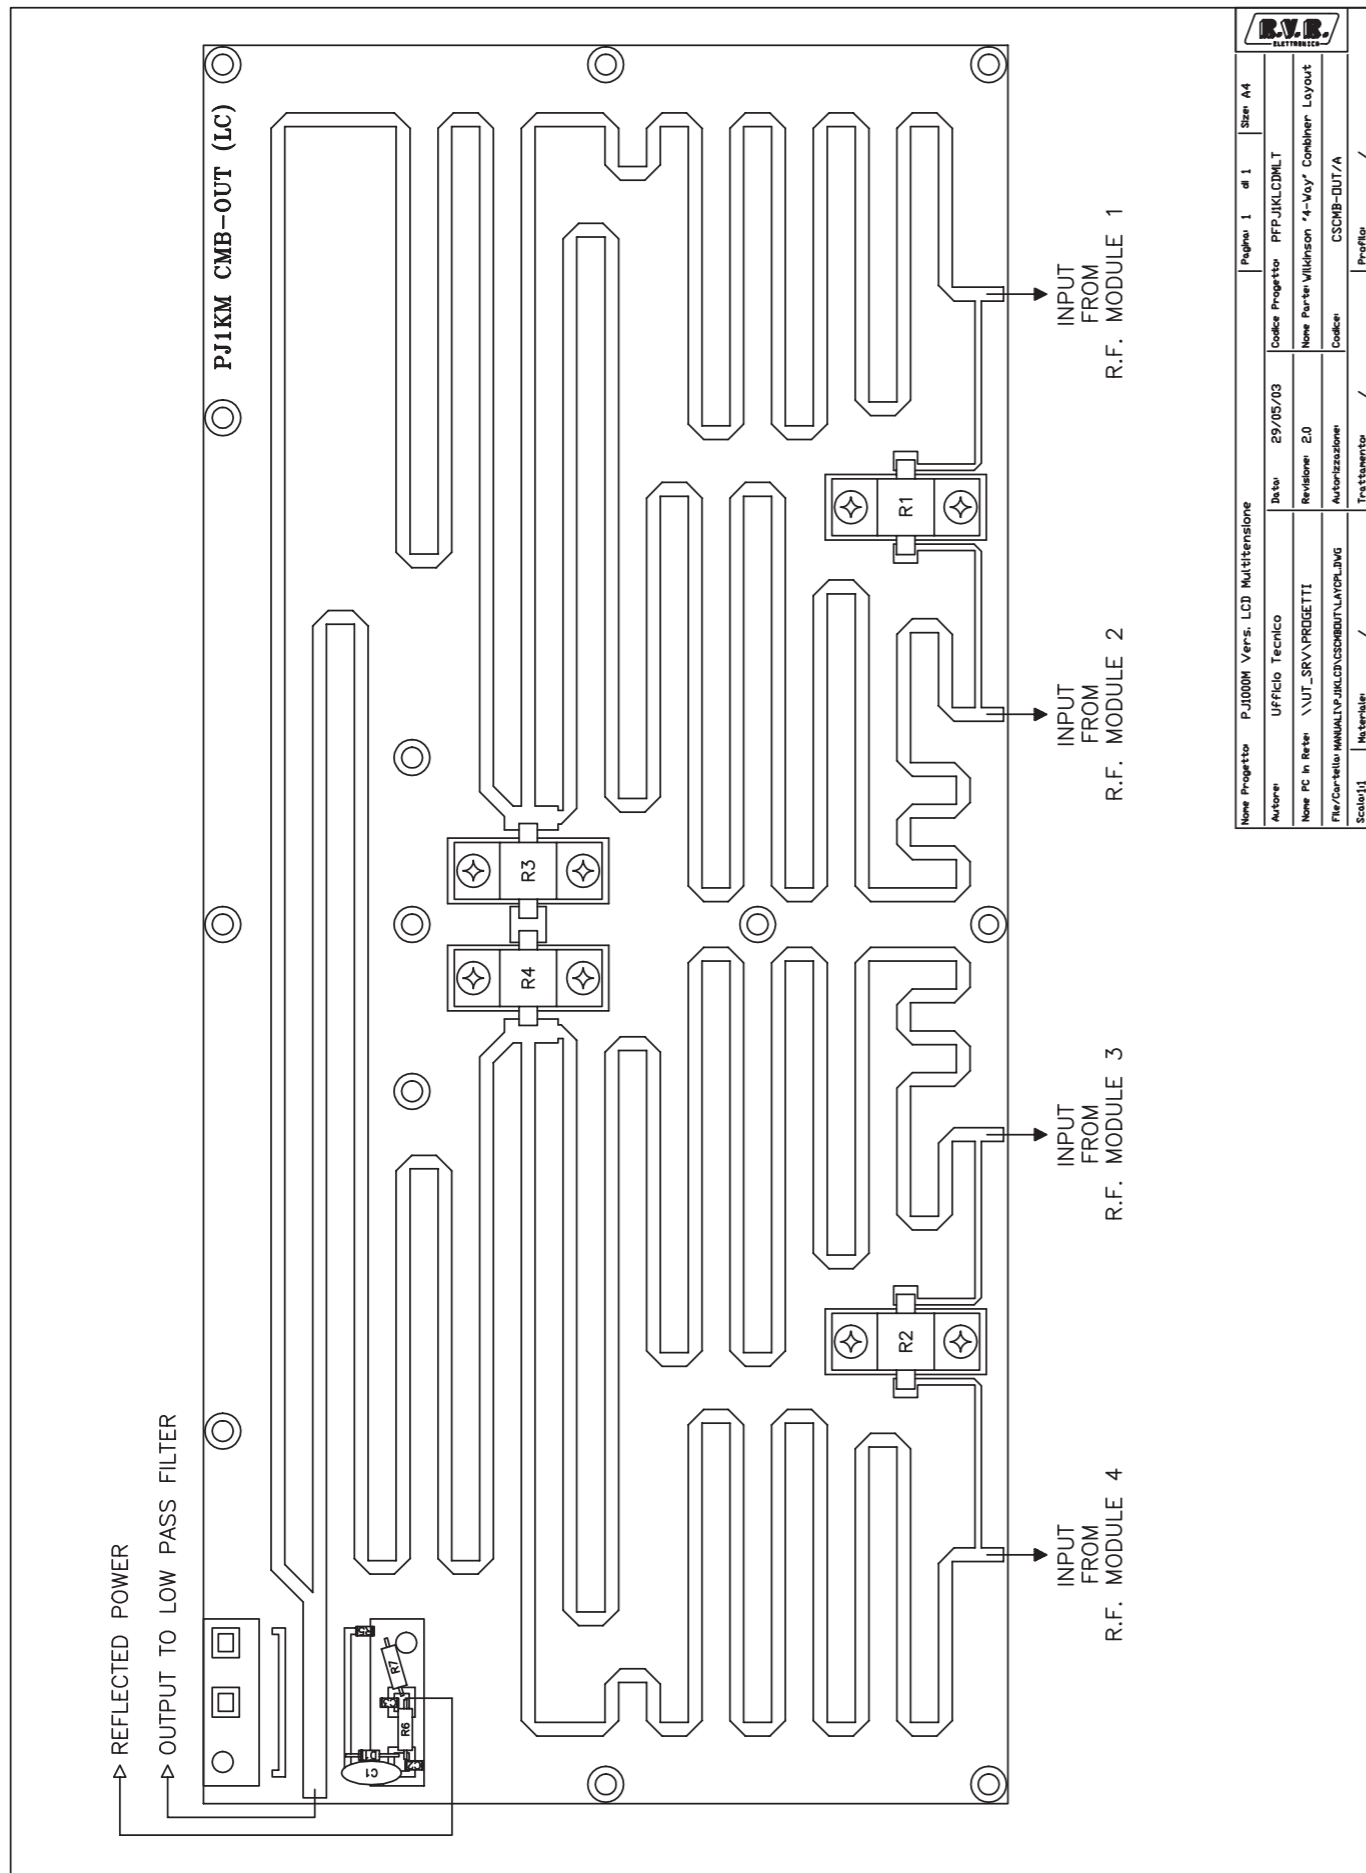 PJ1KM CMB-OUT (LC)
REFLECTED POWER
OUTPUT TO LOW PASS FILTER
R3
R4
R1
R2
R7
R6
R5
D1
C1
INPUT
FROM
R.F. MODULE 1
INPUT
FROM
R.F. MODULE 2
INPUT
FROM
R.F. MODULE 3
INPUT
FROM
R.F. MODULE 4
R.V.R.
ELETTRONICA
Nome Progetto: PJ1000M Vers. LCD Multitensione
Pagina: 1 di 1
Size: A4
Autore: Ufficio Tecnico
Data: 29/05/03
Codice Progetto: PFPJ1KLCDMLT
Nome PC in Rete: \\UT_SRV\PROGETTI
Revisione: 2.0
Nome Parte: Wilkinson "4-Way" Combiner Layout
File/Cartella: MANUALI\PJ1KLCD\CSCMBOUT\LAYCPL.DWG
Autorizzazione:
Codice: CSCMB-OUT/A
Scala: 1:1
Materiale: /
Trattamento: /
Profilo: /